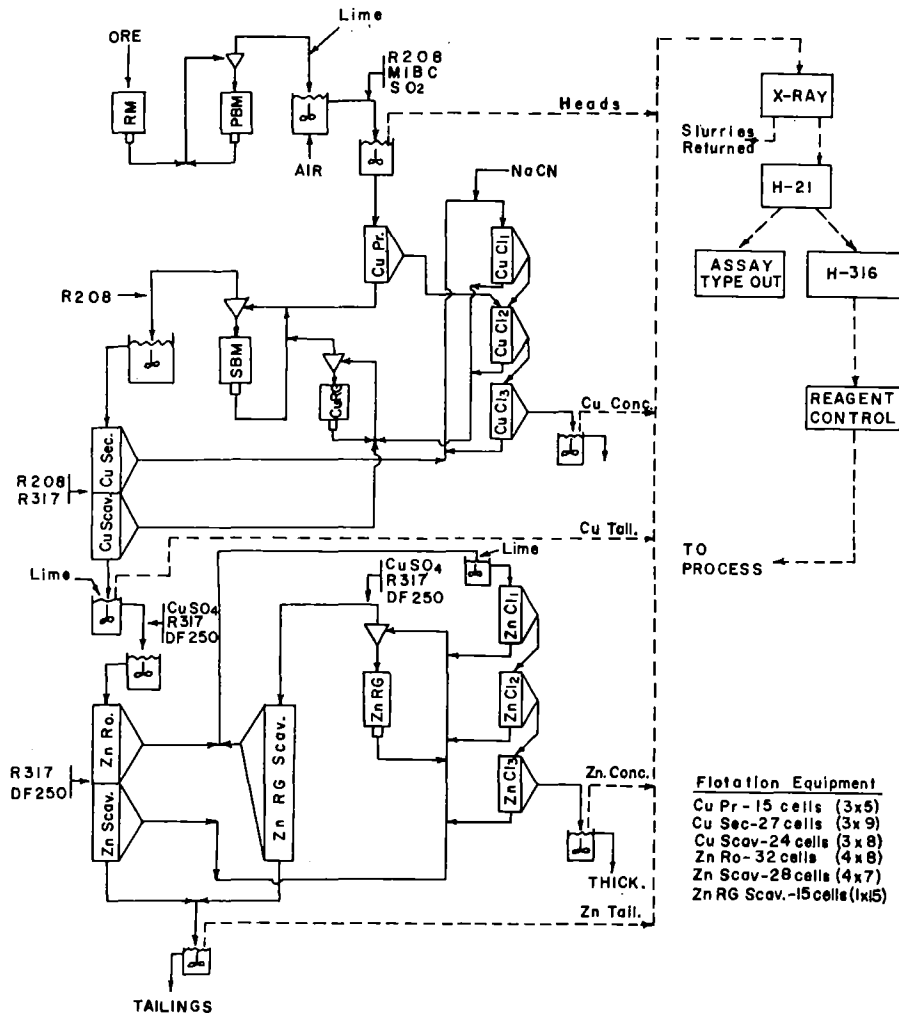 ORE
Lime
R208
MIBC
SO2
RM
PBM
AIR
Heads
X-RAY
Slurries
Returned
H-21
ASSAY
TYPE OUT
H-316
REAGENT
CONTROL
TO
PROCESS
NaCN
Cu Pr.
Cu Cl1
Cu Cl2
Cu Cl3
R208
SBM
CuRG
Cu Conc.
Cu Sec.
R208
R317
Cu Scav.
Cu Tail.
Lime
CuSO4
R317
DF250
CuSO4
R317
DF250
Lime
Zn Cl1
Zn Cl2
Zn Cl3
Zn RG
Zn Ro.
Zn RG Scav.
R317
DF250
Zn Scav.
Zn. Conc.
THICK.
Zn Tail.
TAILINGS
Flotation Equipment
Cu Pr-15 cells (3x5)
Cu Sec-27 cells (3x9)
Cu Scav-24 cells (3x8)
Zn Ro-32 cells (4x8)
Zn Scav-28 cells (4x7)
Zn RG Scav.-15 cells (1x15)